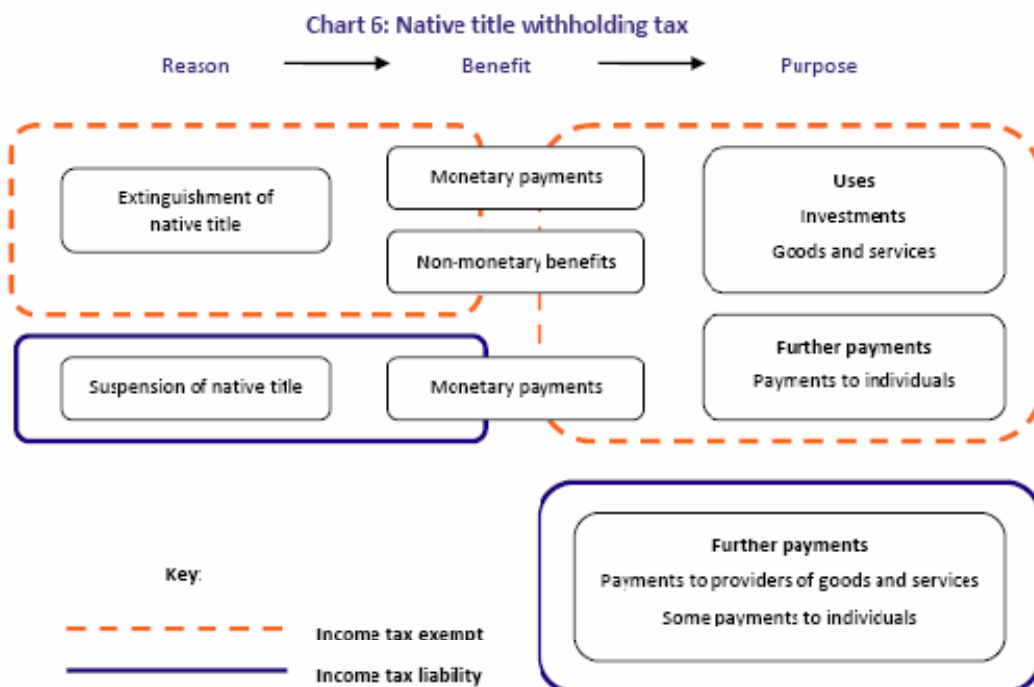 Chart 6: Native title withholding tax
Reason
Benefit
Purpose
Extinguishment of
native title
Monetary payments
Non-monetary benefits
Uses
Investments
Goods and services
Suspension of native title
Monetary payments
Further payments
Payments to individuals
Further payments
Payments to providers of goods and services
Some payments to individuals
Key:
Income tax exempt
Income tax liability